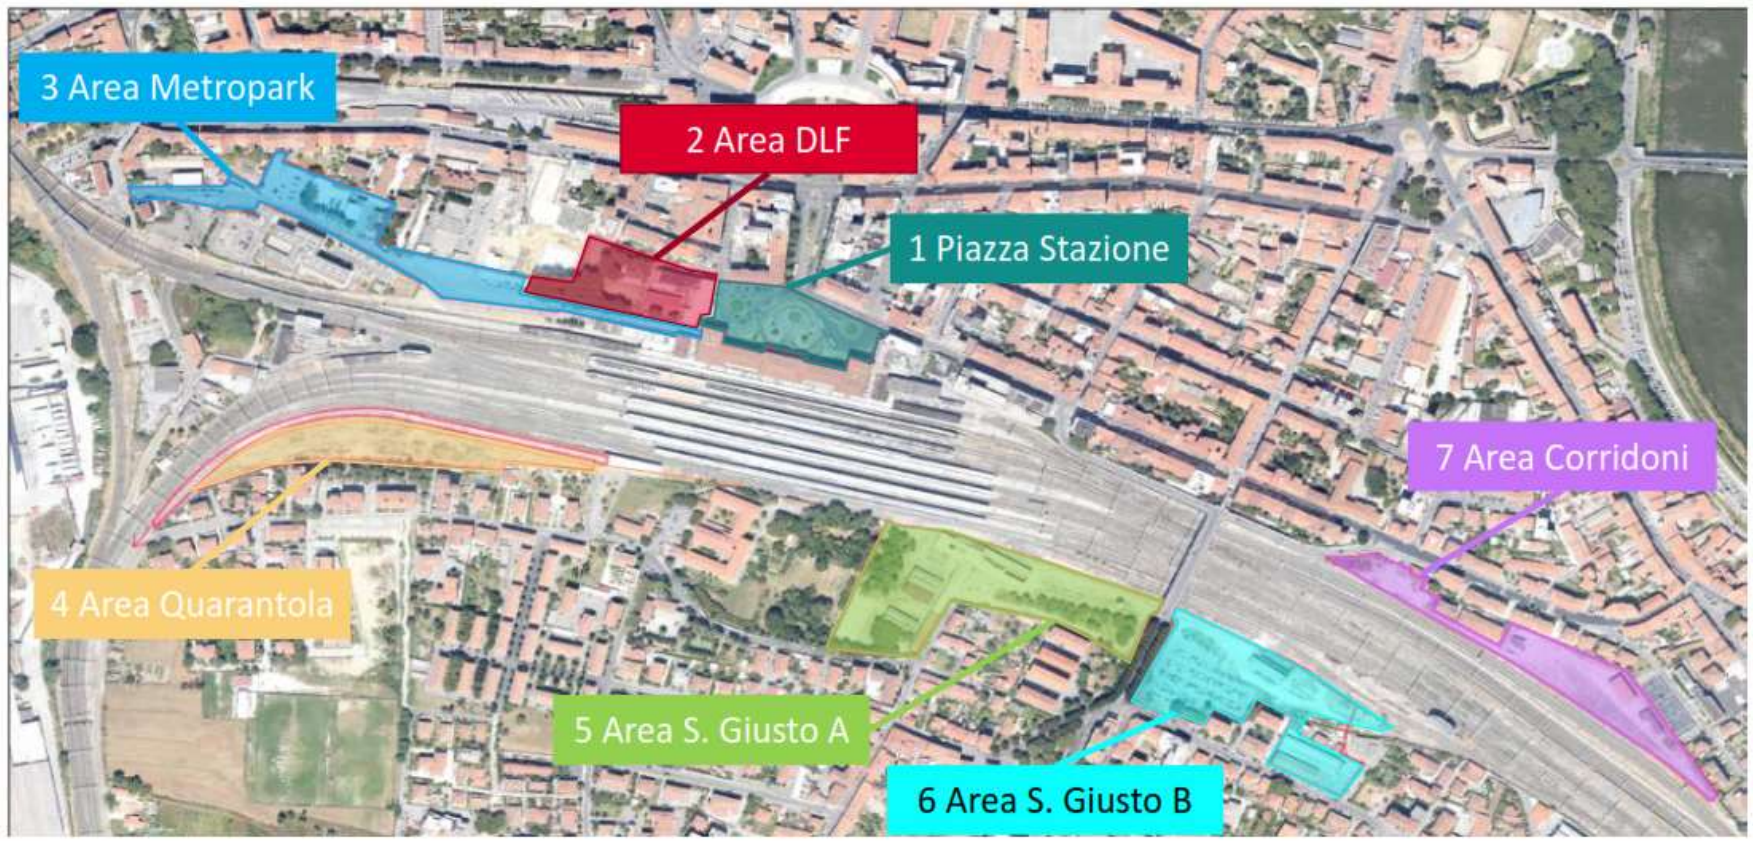 3 Area Metropark
2 Area DLF
1 Piazza Stazione
7 Area Corridoni
4 Area Quarantola
5 Area S. Giusto A
6 Area S. Giusto B